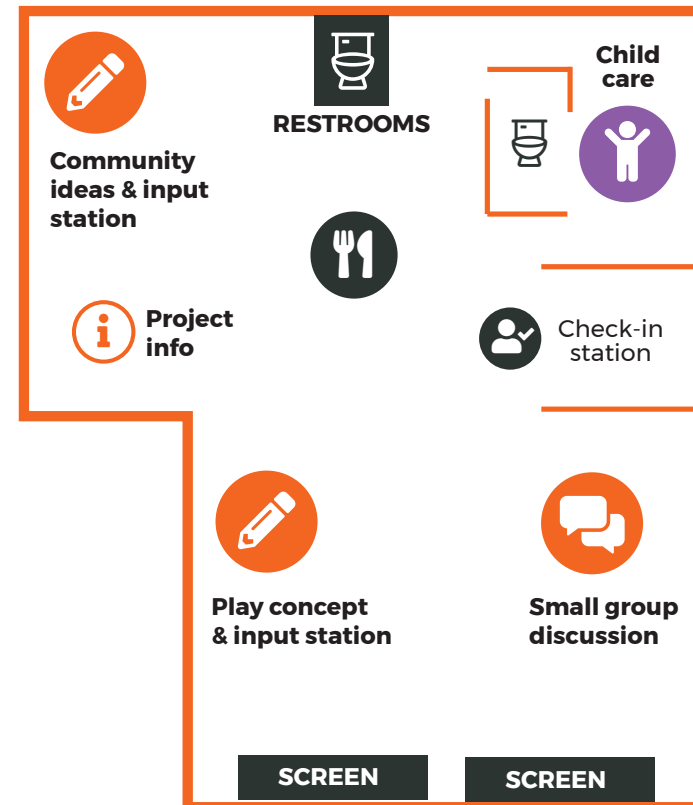 Child
care
RESTROOMS
Community
ideas & input
station
Project
info
Check-in
station
Play concept
& input station
Small group
discussion
SCREEN
SCREEN